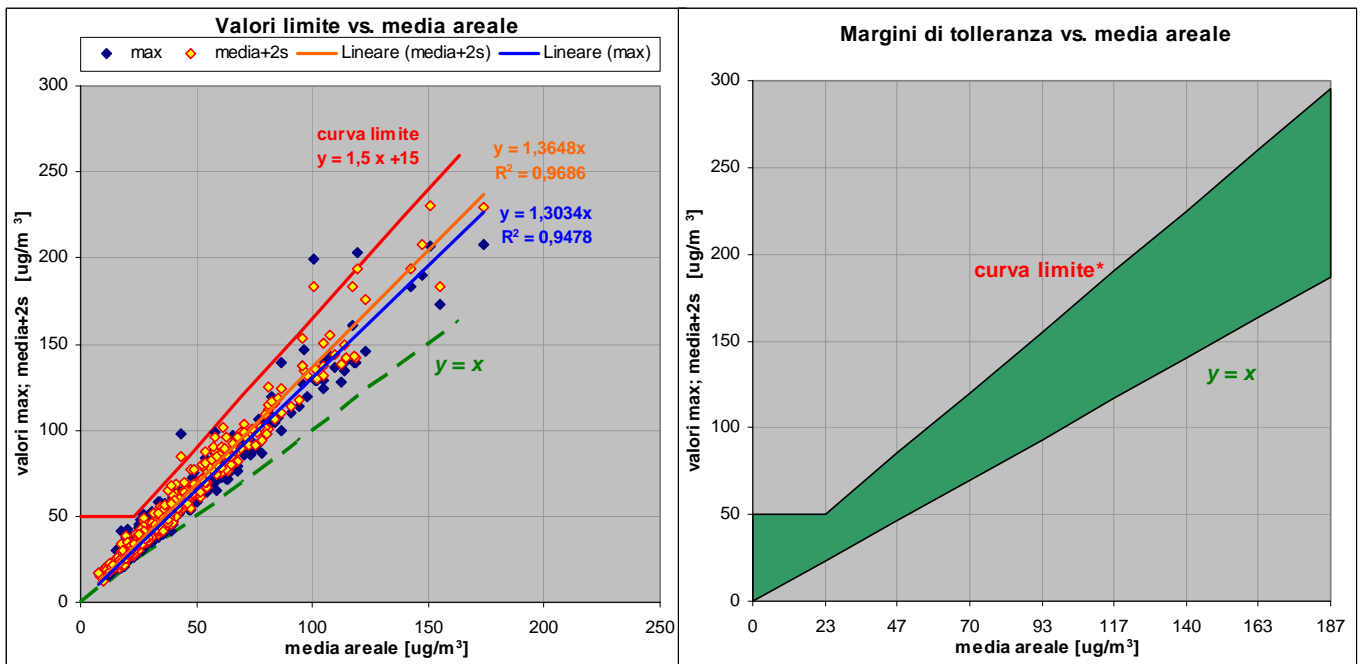 Valori limite vs. media areale
max media+2s Lineare (media+2s) Lineare (max)
300
250
200
150
100
50
0
valori max; media+2s [ug/m ³]
curva limite
y = 1,5 x +15
y = 1,3648x
R² = 0,9686
y = 1,3034x
R² = 0,9478
y = x
0 50 100 150 200 250
media areale [ug/m³]
Margini di tolleranza vs. media areale
300
250
200
150
100
50
0
valori max; media+2s [ug/m ³]
curva limite*
y = x
0 23 47 70 93 117 140 163 187
media areale [ug/m³]